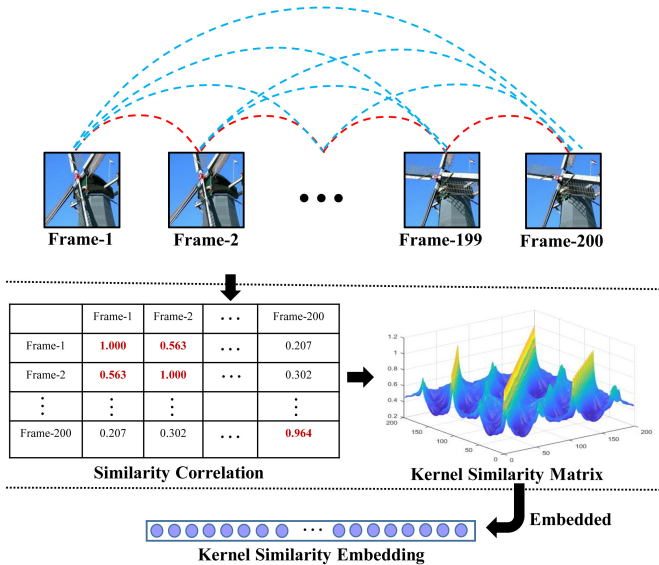 Frame-1 Frame-2 ••• Frame-199 Frame-200
Frame-1 Frame-2 ••• Frame-200
Frame-1 1.000 0.563 ••• 0.207
Frame-2 0.563 1.000 ••• 0.302
⋮ ⋮ ⋮ ⋮
Frame-200 0.207 0.302 ••• 0.964
Similarity Correlation
1.2
1
0.8
0.6
0.4
0.2
200
150
100
50
0
0
50
100
150
200
Kernel Similarity Matrix
Embedded
•••
Kernel Similarity Embedding